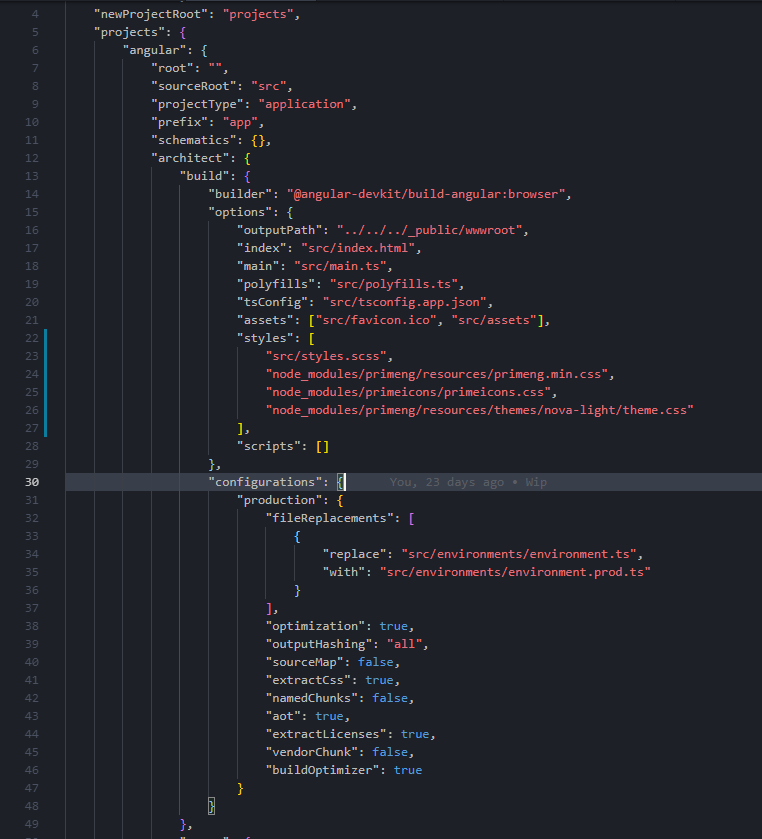 4 "newProjectRoot": "projects",
5 "projects": {
6 "angular": {
7 "root": "",
8 "sourceRoot": "src",
9 "projectType": "application",
10 "prefix": "app",
11 "schematics": {},
12 "architect": {
13 "build": {
14 "builder": "@angular-devkit/build-angular:browser",
15 "options": {
16 "outputPath": "../../../_public/wwwroot",
17 "index": "src/index.html",
18 "main": "src/main.ts",
19 "polyfills": "src/polyfills.ts",
20 "tsConfig": "src/tsconfig.app.json",
21 "assets": ["src/favicon.ico", "src/assets"],
22 "styles": [
23 "src/styles.scss",
24 "node_modules/primeng/resources/primeng.min.css",
25 "node_modules/primeicons/primeicons.css",
26 "node_modules/primeng/resources/themes/nova-light/theme.css"
27 ],
28 "scripts": []
29 },
30 "configurations": { You, 23 days ago • Wip
31 "production": {
32 "fileReplacements": [
33 {
34 "replace": "src/environments/environment.ts",
35 "with": "src/environments/environment.prod.ts"
36 }
37 ],
38 "optimization": true,
39 "outputHashing": "all",
40 "sourceMap": false,
41 "extractCss": true,
42 "namedChunks": false,
43 "aot": true,
44 "extractLicenses": true,
45 "vendorChunk": false,
46 "buildOptimizer": true
47 }
48 }
49 },